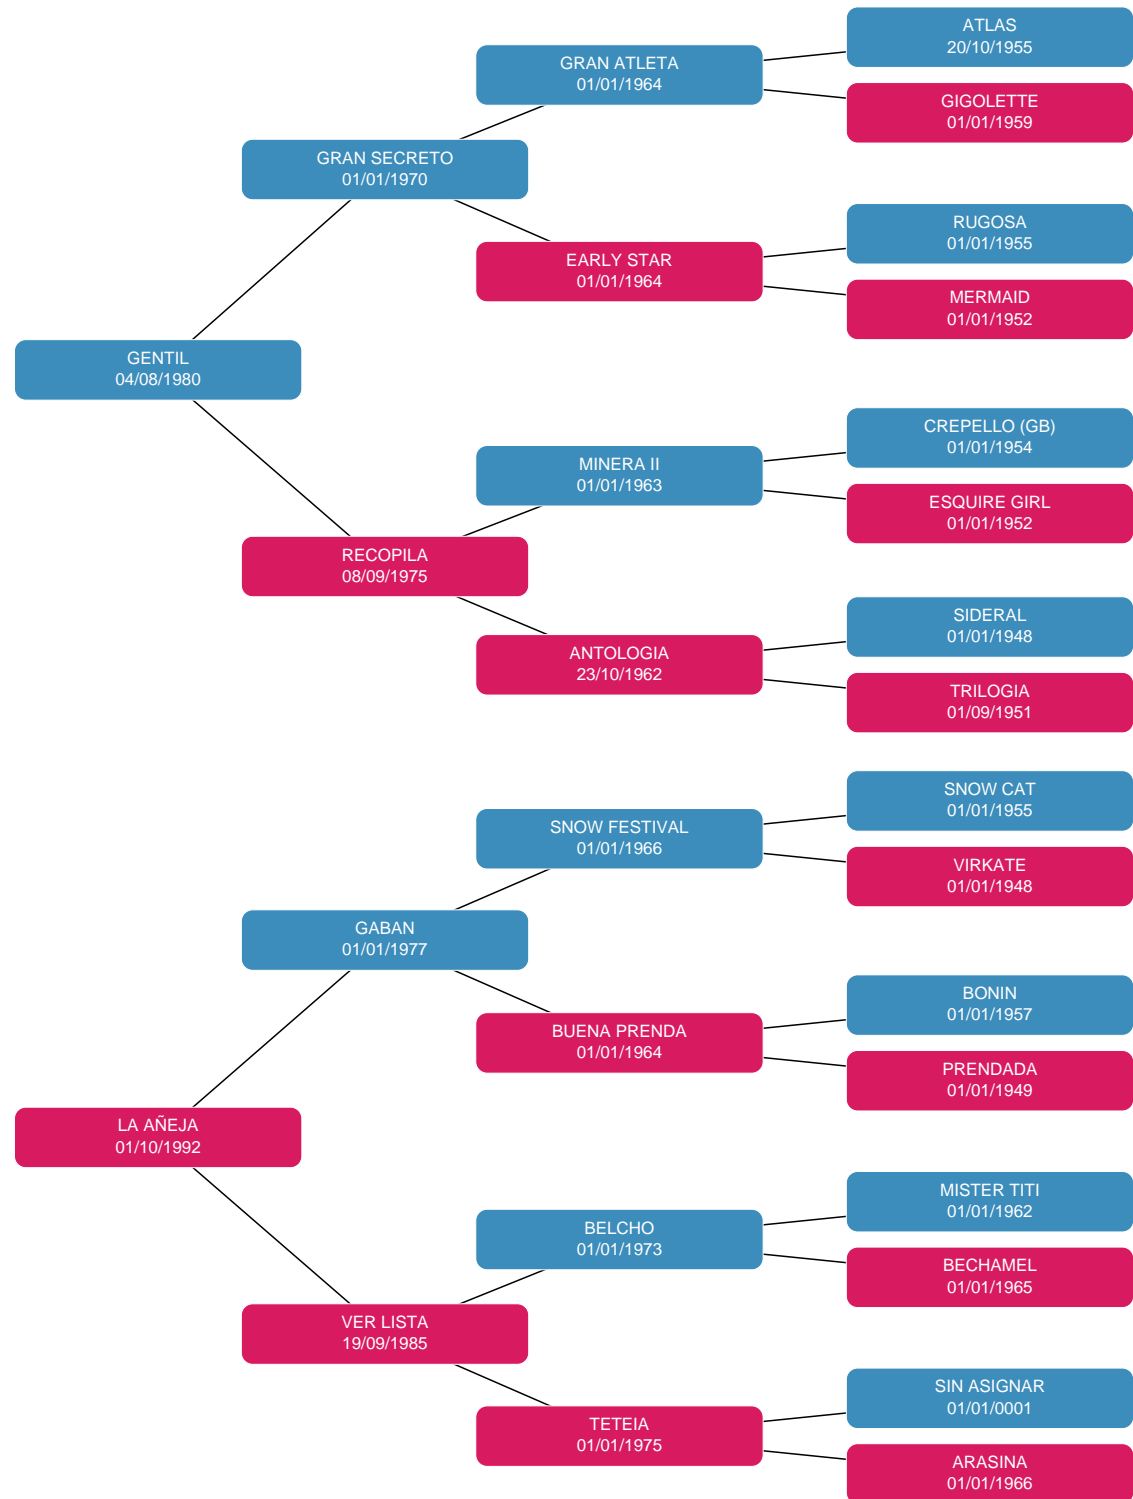 ATLAS
20/10/1955
GRAN ATLETA
01/01/1964
GIGOLETTE
01/01/1959
GRAN SECRETO
01/01/1970
RUGOSA
01/01/1955
EARLY STAR
01/01/1964
MERMAID
01/01/1952
GENTIL
04/08/1980
CREPELLO (GB)
01/01/1954
MINERA II
01/01/1963
ESQUIRE GIRL
01/01/1952
RECOPILA
08/09/1975
SIDERAL
01/01/1948
ANTOLOGIA
23/10/1962
TRILOGIA
01/09/1951
SNOW CAT
01/01/1955
SNOW FESTIVAL
01/01/1966
VIRKATE
01/01/1948
GABAN
01/01/1977
BONIN
01/01/1957
BUENA PRENDA
01/01/1964
PRENDADA
01/01/1949
LA AÑEJA
01/10/1992
MISTER TITI
01/01/1962
BELCHO
01/01/1973
BECHAMEL
01/01/1965
VER LISTA
19/09/1985
SIN ASIGNAR
01/01/0001
TETEIA
01/01/1975
ARASINA
01/01/1966